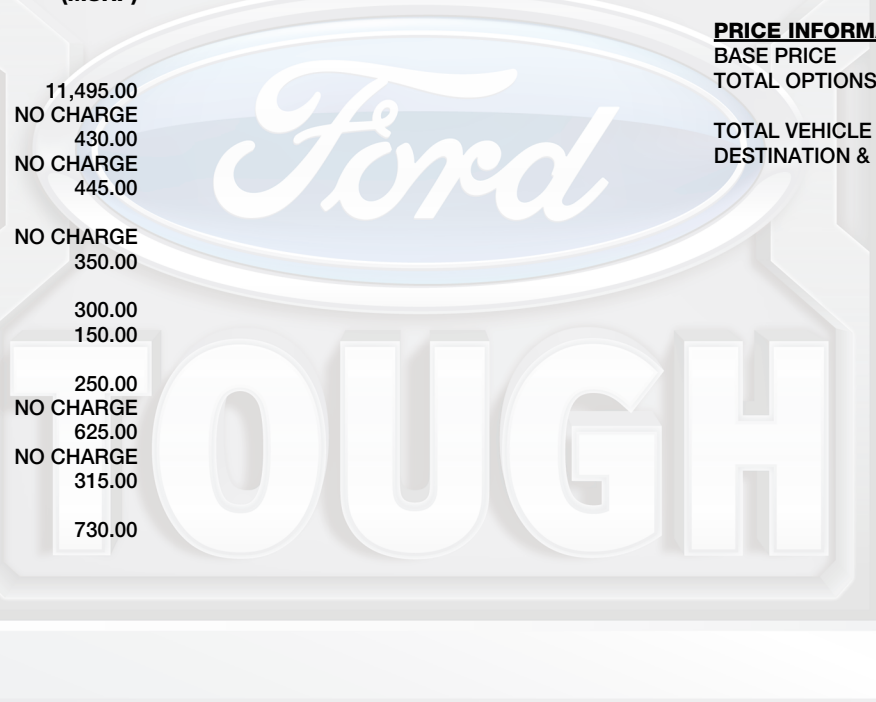 11,495.00
NO CHARGE
430.00
NO CHARGE
445.00
NO CHARGE
350.00
300.00
150.00
250.00
NO CHARGE
625.00
NO CHARGE
315.00
730.00
PRICE INFORM
BASE PRICE
TOTAL OPTIONS
TOTAL VEHICLE
DESTINATION &
Ford
TOUGH